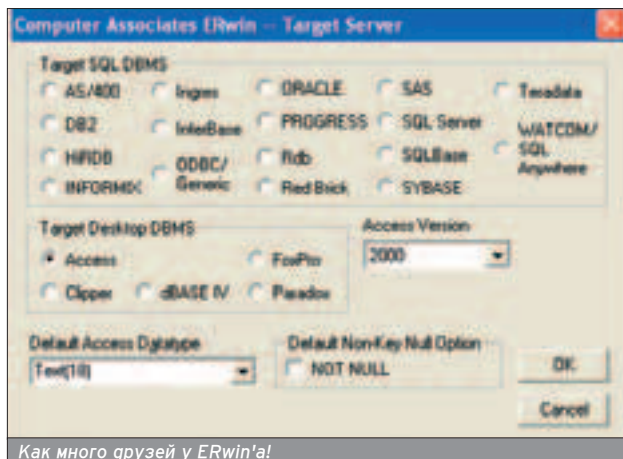 Computer Associates ERwin -- Target Server
Target SQL DBMS
AS/400
Ingres
ORACLE
SAS
Teradata
DB2
InterBase
PROGRESS
SQL Server
WATCOM/
SQL
Anywhere
HiRDB
ODBC/
Generic
Rdb
SQLBase
INFORMIX
Red Brick
SYBASE
Target Desktop DBMS
Access Version
Access
FoxPro
2000
Clipper
dBASE IV
Paradox
Default Access Datatype
Default Non-Key Null Option
Text(18)
NOT NULL
OK
Cancel
Как много друзей у ERwin'a!